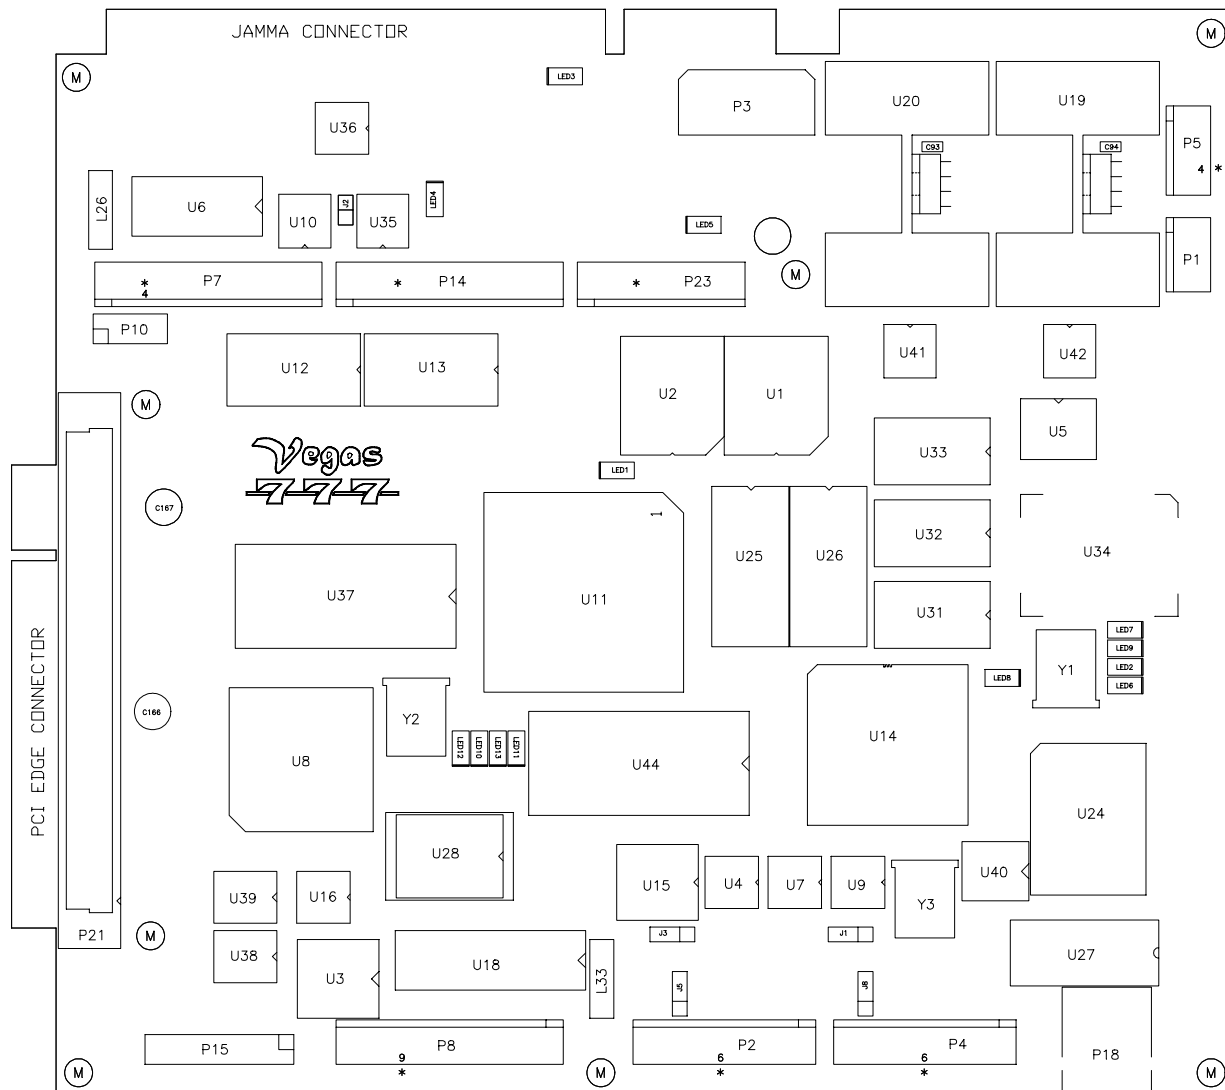 JAMMA CONNECTOR
M
M
LED3
P3
U20
U19
U36
C93
C94
P5
4 *
L26
U6
U10
J2
U35
LED4
LED5
P1
* P7
4
* P14
* P23
M
P10
U12
U13
U2
U1
U41
U42
M
U5
Vegas
777
LED1
U33
C167
1
U25
U26
U32
U34
U37
U11
U31
PCI EDGE CONNECTOR
LED7
LED9
LED2
LED6
Y1
LED8
C166
Y2
U8
LED12
LED10
LED13
LED11
U44
U14
U24
U28
U39
U16
U15
U4
U7
U9
U40
Y3
P21
M
J3
J1
U38
U3
U18
L33
U27
J5
J8
P15
P8
9
*
P2
6
*
P4
6
*
P18
M
M
M